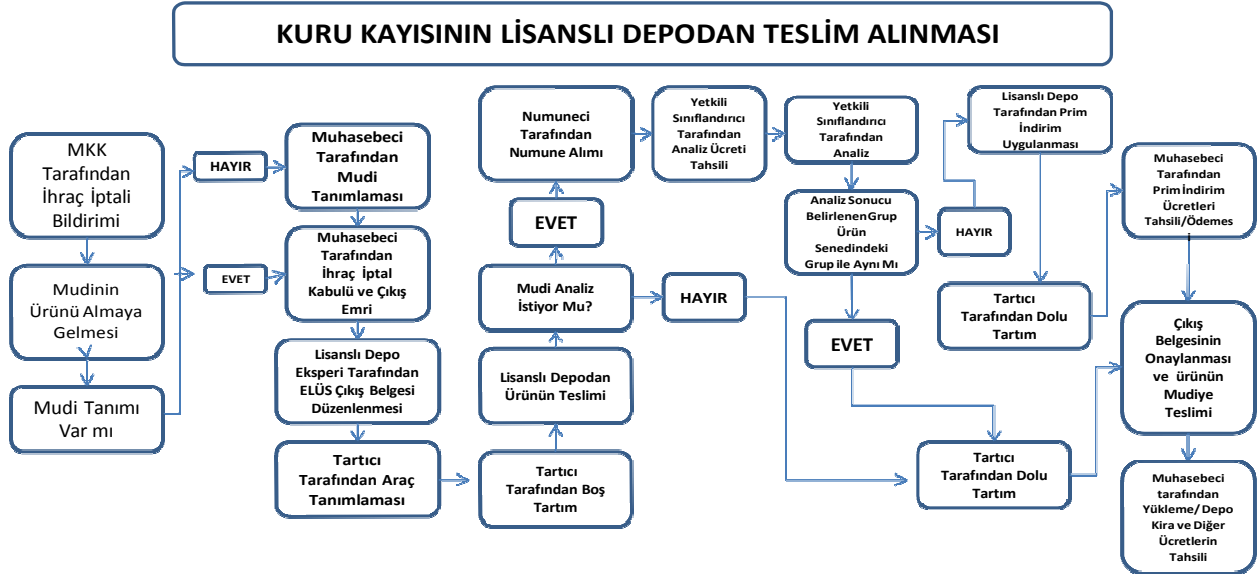 KURU KAYISININ LİSANSLI DEPODAN TESLİM ALINMASI
MKK
Tarafından
İhraç İptali
Bildirimi
Mudinin
Ürünü Almaya
Gelmesi
Mudi Tanımı
Var mı
HAYIR
EVET
Muhasebeci
Tarafından
Mudi
Tanımlaması
Muhasebeci
Tarafından
İhraç İptal
Kabulü ve Çıkış
Emri
Lisanslı Depo
Eksperi Tarafından
ELÜS Çıkış Belgesi
Düzenlenmesi
Tartıcı
Tarafından Araç
Tanımlaması
Tartıcı
Tarafından Boş
Tartım
Lisanslı Depodan
Ürünün Teslimi
Mudi Analiz
İstiyor Mu?
EVET
HAYIR
Numuneci
Tarafından
Numune Alımı
Yetkili
Sınıflandırıcı
Tarafından
Analiz Ücreti
Tahsili
Yetkili
Sınıflandırıcı
Tarafından
Analiz
Analiz Sonucu
Belirlenen Grup
Ürün
Senedindeki
Grup ile Aynı Mı
HAYIR
EVET
Lisanslı Depo
Tarafından Prim
İndirim
Uygulanması
Tartıcı
Tarafından Dolu
Tartım
Tartıcı
Tarafından Dolu
Tartım
Muhasebeci
Tarafından
Prim İndirim
Ücretleri
Tahsili/Ödemes
i
Çıkış
Belgesinin
Onaylanması
ve ürünün
Mudiye
Teslimi
Muhasebeci
tarafından
Yükleme/ Depo
Kira ve Diğer
Ücretlerin
Tahsili